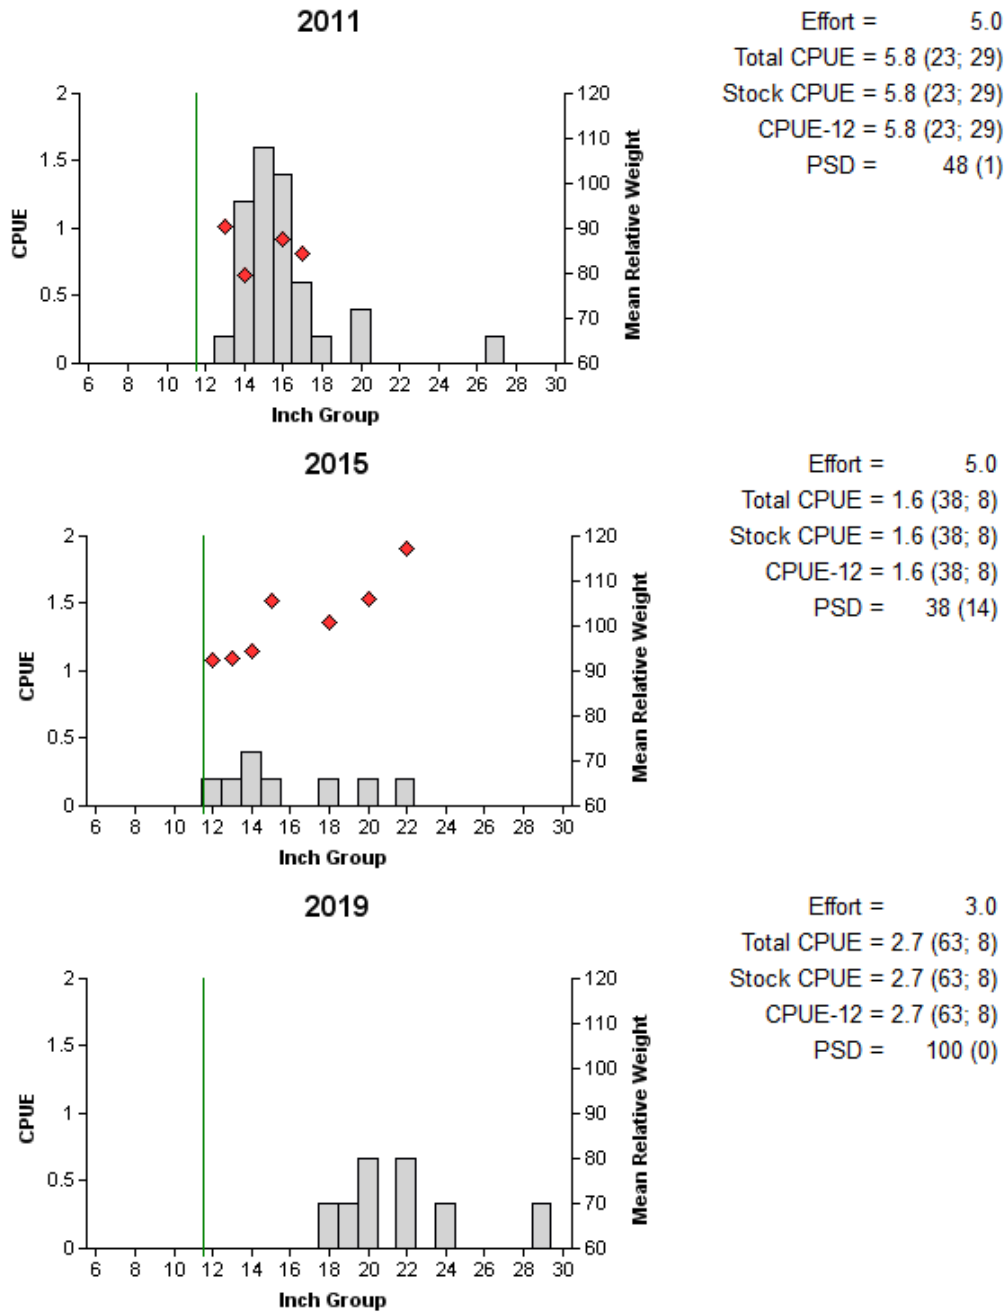 2011
Effort = 5.0
Total CPUE = 5.8 (23; 29)
Stock CPUE = 5.8 (23; 29)
CPUE-12 = 5.8 (23; 29)
PSD = 48 (1)
2
1.5
1
0.5
0
CPUE
120
110
100
90
80
70
60
Mean Relative Weight
6 8 10 12 14 16 18 20 22 24 26 28 30
Inch Group
2015
Effort = 5.0
Total CPUE = 1.6 (38; 8)
Stock CPUE = 1.6 (38; 8)
CPUE-12 = 1.6 (38; 8)
PSD = 38 (14)
2
1.5
1
0.5
0
CPUE
120
110
100
90
80
70
60
Mean Relative Weight
6 8 10 12 14 16 18 20 22 24 26 28 30
Inch Group
2019
Effort = 3.0
Total CPUE = 2.7 (63; 8)
Stock CPUE = 2.7 (63; 8)
CPUE-12 = 2.7 (63; 8)
PSD = 100 (0)
2
1.5
1
0.5
0
CPUE
120
110
100
90
80
70
60
Mean Relative Weight
6 8 10 12 14 16 18 20 22 24 26 28 30
Inch Group